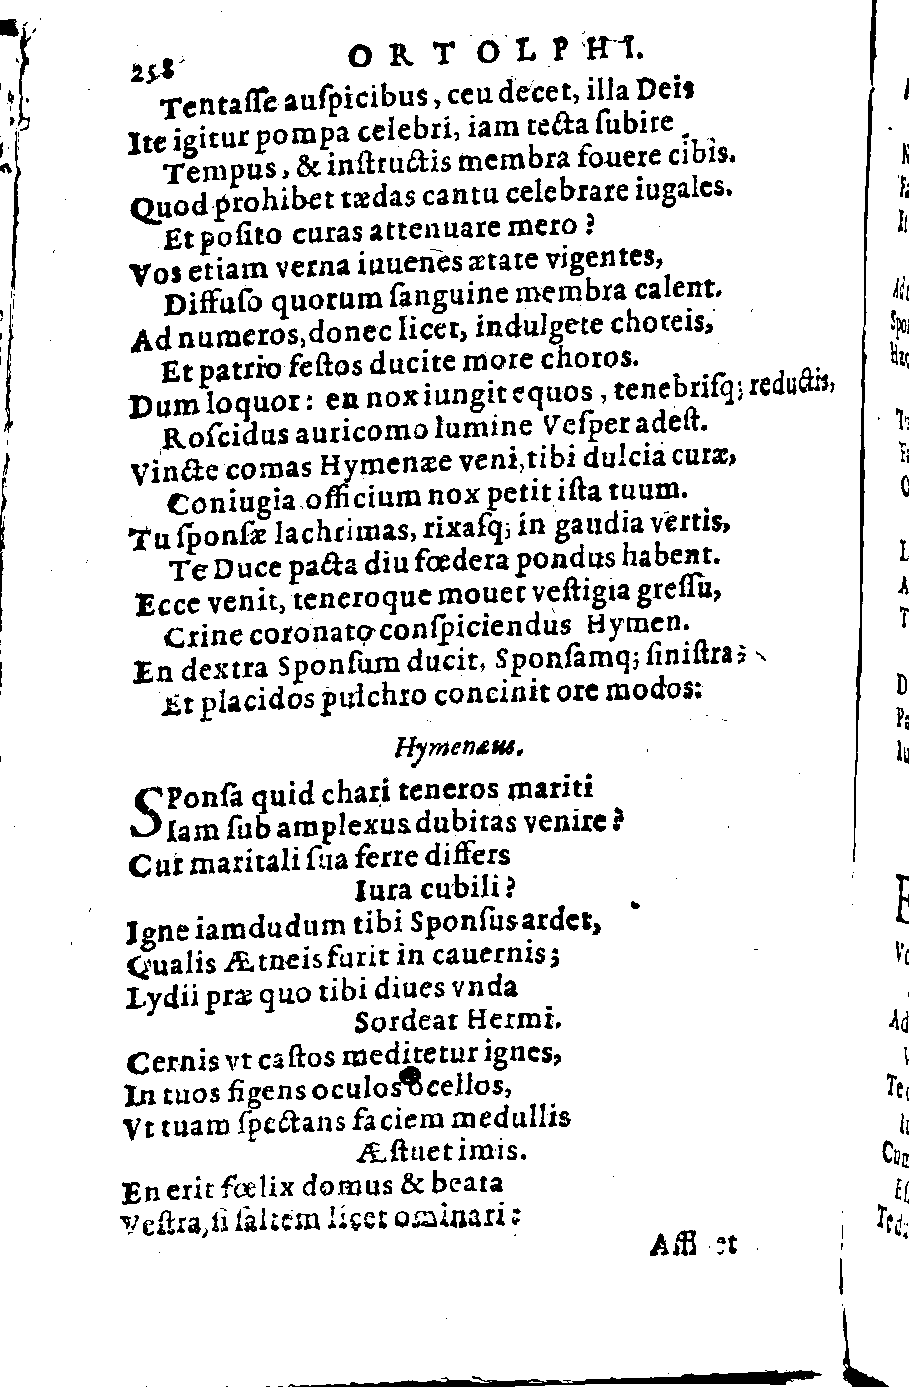 258 ORTOLPHI.
Tentaſſe auſpicibus, ceu decet, illa Deis
Ite igitur pompa celebri, iam tecta ſubire
Tempus, & inſtructis membra fouere cibis.
Quod prohibet tædas cantu celebrare iugales.
Et poſito curas attenuare mero?
Vos etiam verna iuuenes ætate vigentes,
Diffuſo quorum ſanguine membra calent.
Ad numeros, donec licet, indulgete choreis,
Et patrio feſtos ducite more choros.
Dum loquor: en nox iungit equos, tenebriſq; reductis,
Roſcidus auricomo lumine Veſper adeſt.
Vincte comas Hymenæe veni, tibi dulcia curæ,
Coniugia officium nox petit iſta tuum.
Tu ſponſæ lachrimas, rixaſq; in gaudia vertis,
Te Duce pacta diu fœdera pondus habent.
Ecce venit, teneroque mouet veſtigia greſſu,
Crine coronato conſpiciendus Hymen.
En dextra Sponſum ducit, Sponſamq; ſiniſtra;
Et placidos pulchro concinit ore modos:
Hymenæus.
SPonſa quid chari teneros mariti
Iam ſub amplexus dubitas venire?
Cur maritali ſua ferre differs
Iura cubili?
Igne iamdudum tibi Sponſus ardet,
Qualis Ætneis furit in cauernis;
Lydii præ quo tibi diues vnda
Sordeat Hermi.
Cernis vt caſtos meditetur ignes,
In tuos figens oculos ocellos,
Vt tuam ſpectans faciem medullis
Æſtuet imis.
En erit fœlix domus & beata
Veſtra, ſi ſaltem licet ominari:
Aſſi et